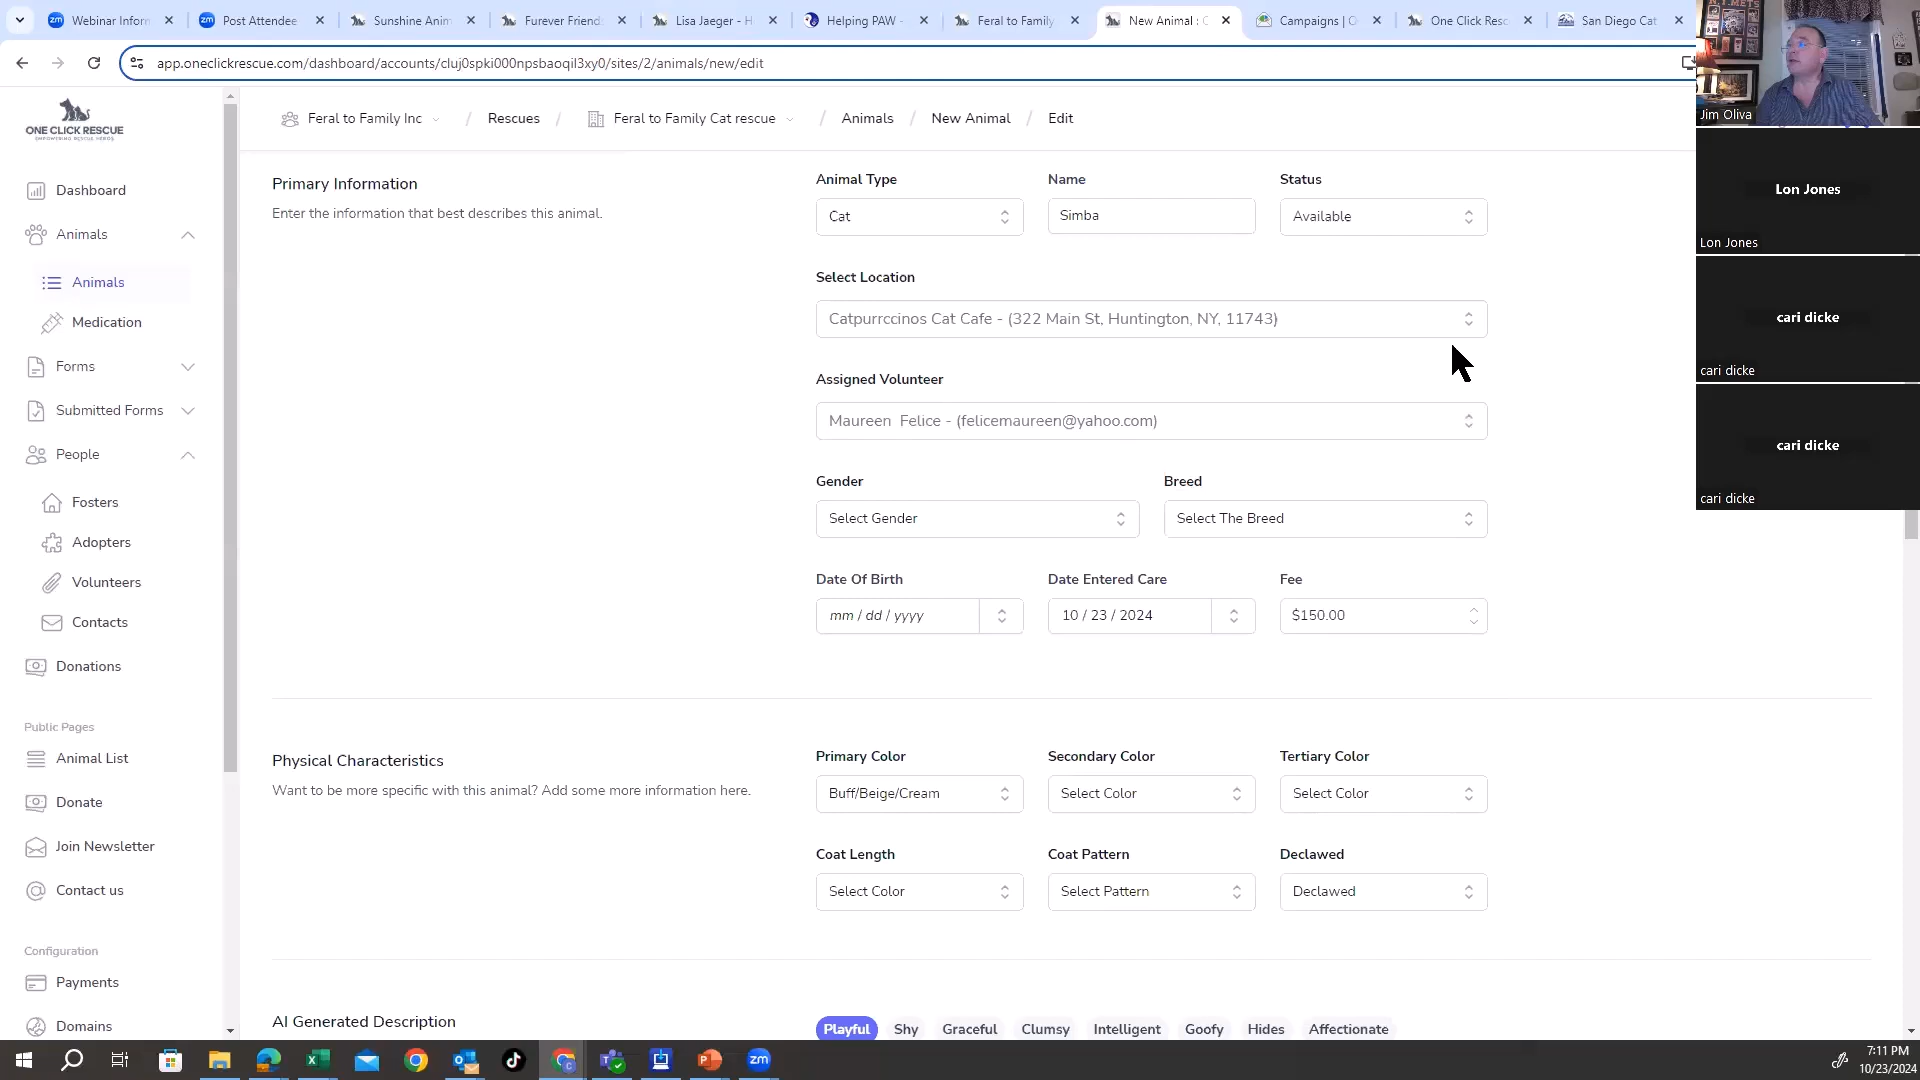 Webinar Inform
Post Attendee
Sunshine Anim
Furever Friend
Lisa Jaeger - H
Helping PAW -
Feral to Family
New Animal : C
Campaigns | O
One Click Resc
San Diego Cat
app.oneclickrescue.com/dashboard/accounts/cluj0spki000npsbaoqil3xy0/sites/2/animals/new/edit
N.Y. METS
Jim Oliva
Lon Jones
Lon Jones
cari dicke
cari dicke
cari dicke
cari dicke
ONE CLICK RESCUE
EMPOWERING RESCUE HEROS
Feral to Family Inc / Rescues / Feral to Family Cat rescue / Animals / New Animal / Edit
Dashboard
Animals
Animals
Medication
Forms
Submitted Forms
People
Fosters
Adopters
Volunteers
Contacts
Donations
Public Pages
Animal List
Donate
Join Newsletter
Contact us
Configuration
Payments
Domains
Primary Information
Enter the information that best describes this animal.
Animal Type Name Status
Cat Simba Available
Select Location
Catpurrccinos Cat Cafe - (322 Main St, Huntington, NY, 11743)
Assigned Volunteer
Maureen Felice - (felicemaureen@yahoo.com)
Gender Breed
Select Gender Select The Breed
Date Of Birth Date Entered Care Fee
mm / dd / yyyy 10 / 23 / 2024 $150.00
Physical Characteristics
Want to be more specific with this animal? Add some more information here.
Primary Color Secondary Color Tertiary Color
Buff/Beige/Cream Select Color Select Color
Coat Length Coat Pattern Declawed
Select Color Select Pattern Declawed
AI Generated Description
Playful Shy Graceful Clumsy Intelligent Goofy Hides Affectionate
7:11 PM
10/23/2024